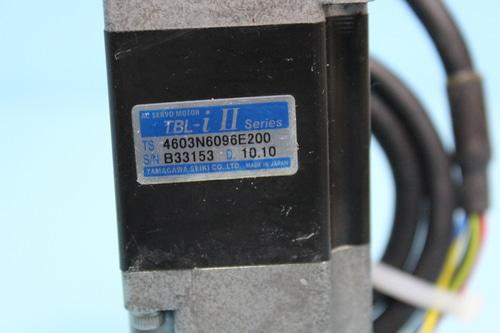 AC SERVO MOTOR
TBL-i II Series
TS 4603N6096E200
S/N B33153 D. 10.10
TAMAGAWA SEIKI CO., LTD. MADE IN JAPAN